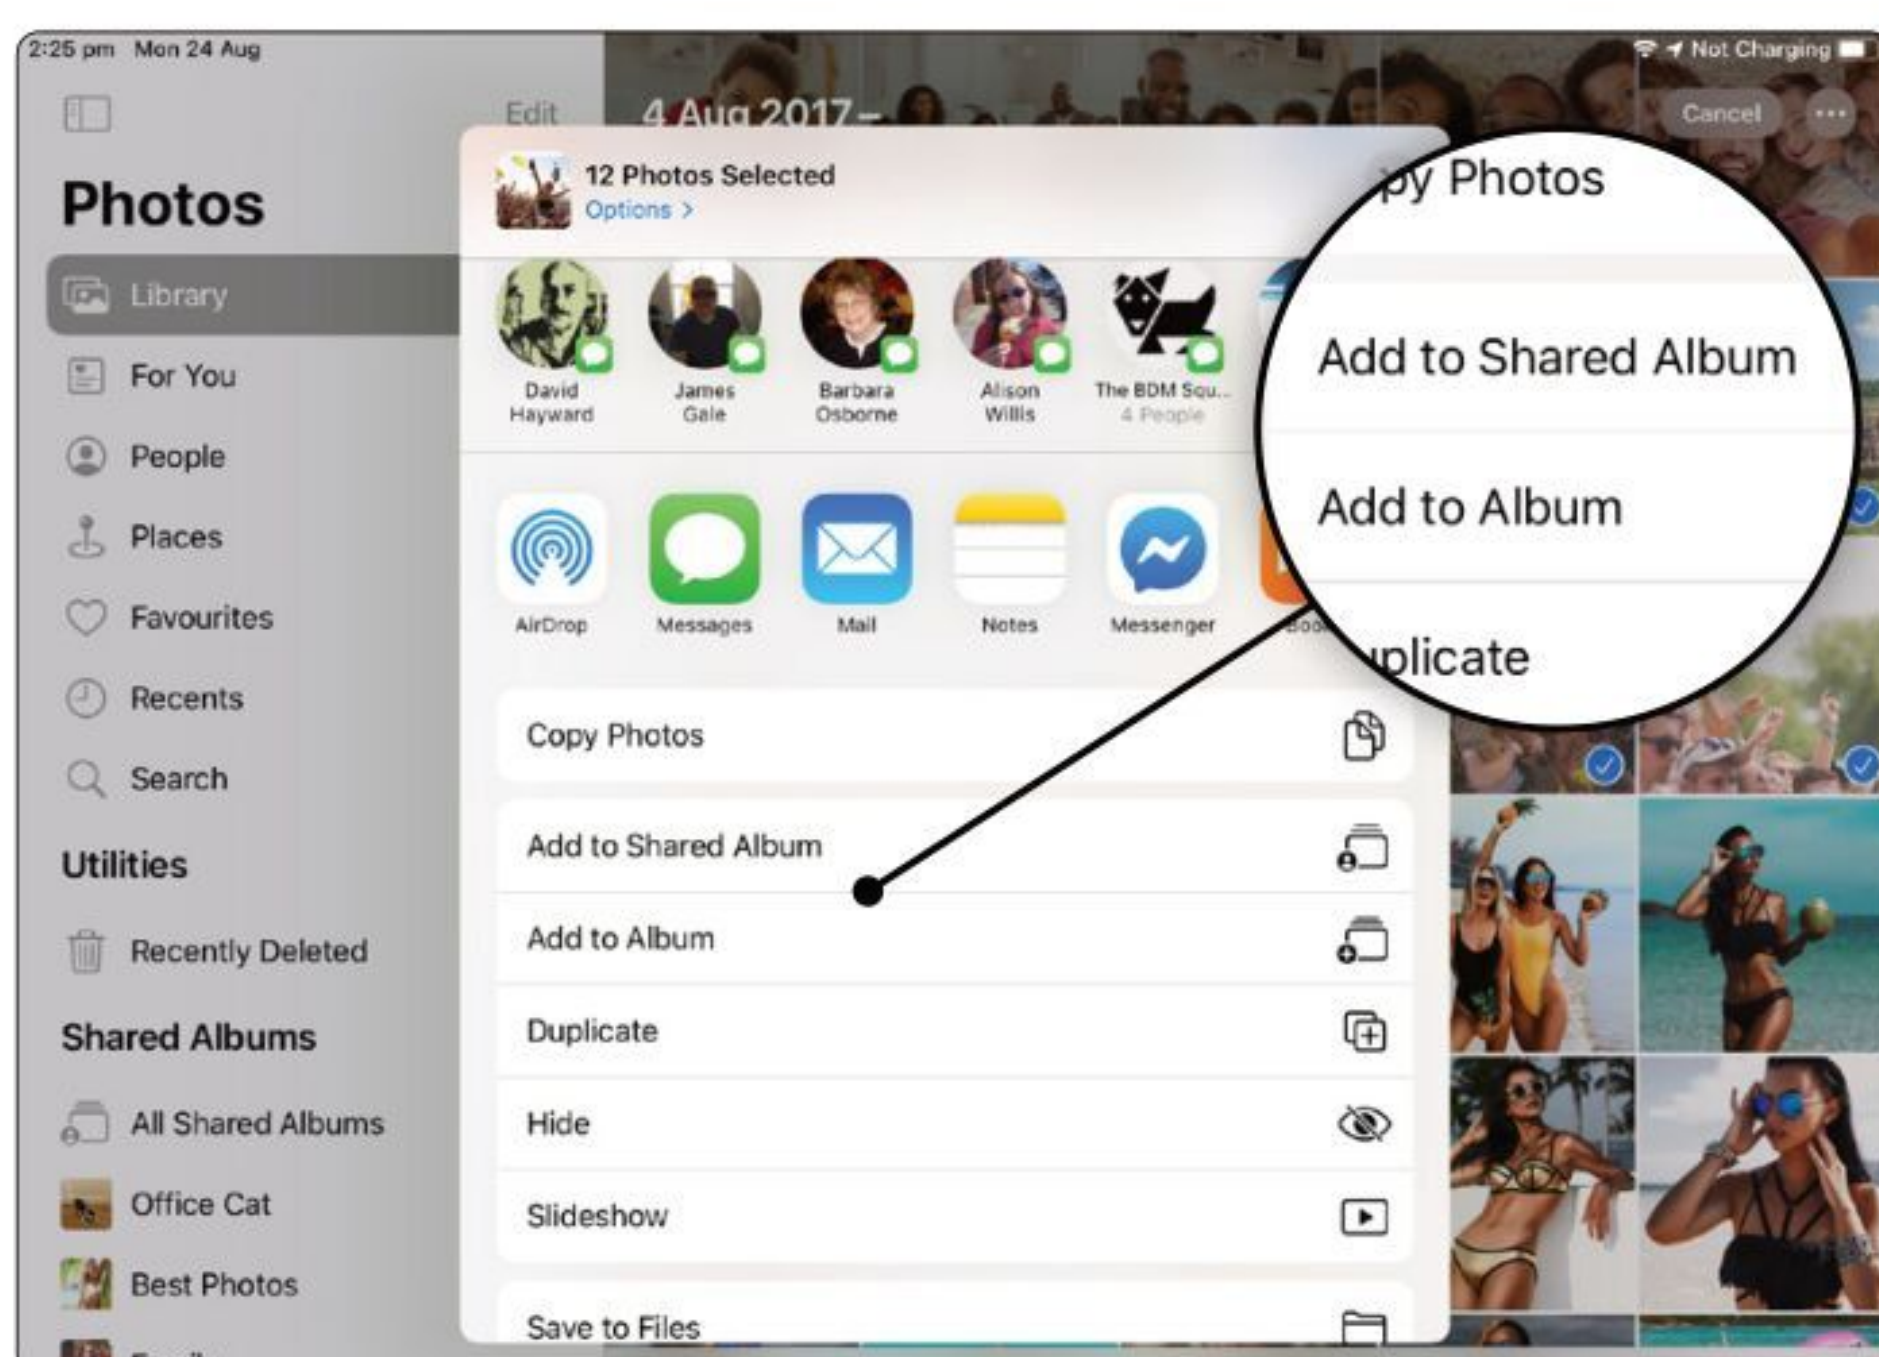 2:25 pm Mon 24 Aug
Not Charging
Edit
4 Aug 2017–
Cancel
Photos
Library
For You
People
Places
Favourites
Recents
Search
Utilities
Recently Deleted
Shared Albums
All Shared Albums
Office Cat
Best Photos
12 Photos Selected
Options >
David
Hayward
James
Gale
Barbara
Osborne
Alison
Willis
The BDM Squ...
4 People
AirDrop
Messages
Mail
Notes
Messenger
Copy Photos
Add to Shared Album
Add to Album
Duplicate
Hide
Slideshow
Save to Files
py Photos
Add to Shared Album
Add to Album
uplicate